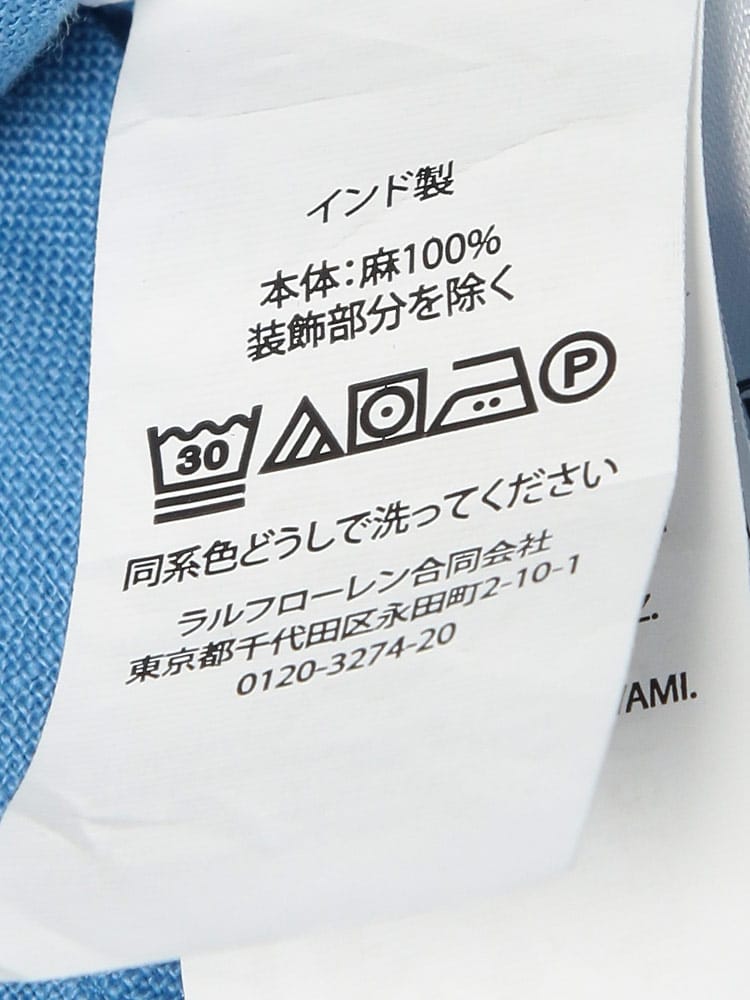 インド製
本体：麻100%
装飾部分を除く
30
P
同系色どうしで洗ってください
ラルフローレン合同会社
東京都千代田区永田町2-10-1
0120-3274-20
Z.
AMI.